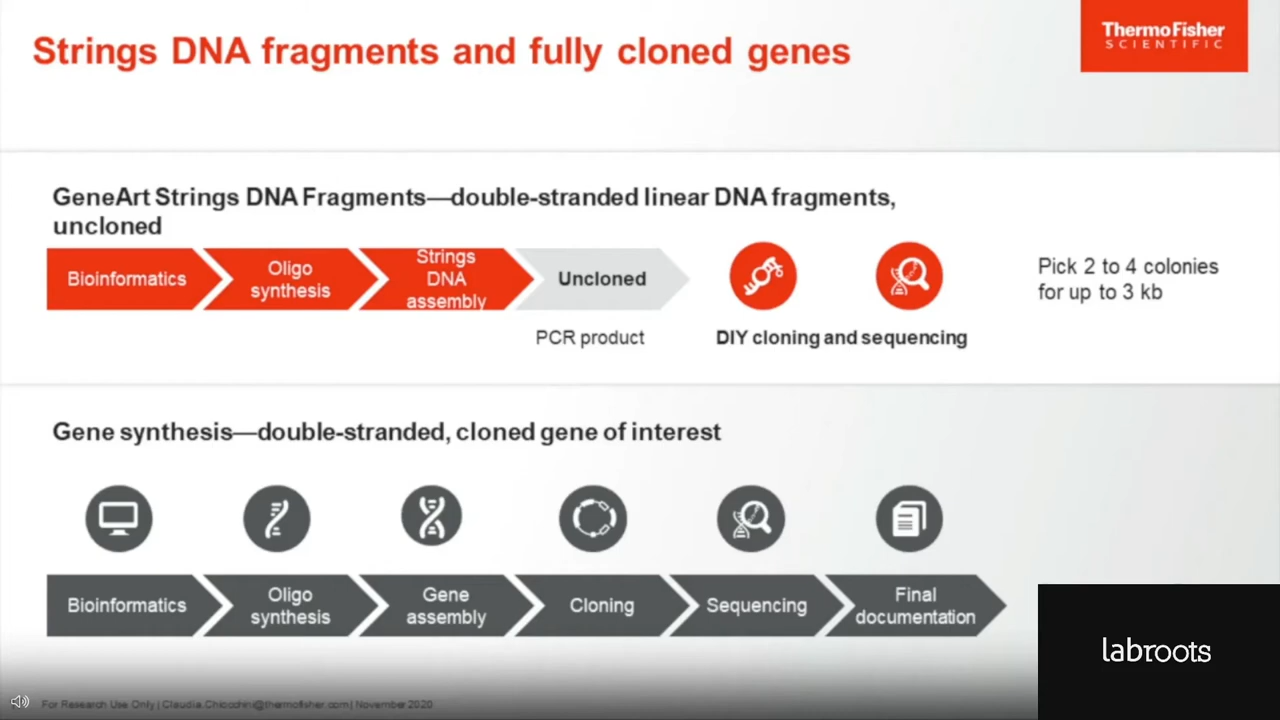 Strings DNA fragments and fully cloned genes
ThermoFisher
SCIENTIFIC
GeneArt Strings DNA Fragments—double-stranded linear DNA fragments,
uncloned
Bioinformatics
Oligo
synthesis
Strings
DNA
assembly
Uncloned
PCR product
DIY cloning and sequencing
Pick 2 to 4 colonies
for up to 3 kb
Gene synthesis—double-stranded, cloned gene of interest
Bioinformatics
Oligo
synthesis
Gene
assembly
Cloning
Sequencing
Final
documentation
labroots
For Research Use Only | Claudia.Chicochini@thermofisher.com | November 2020